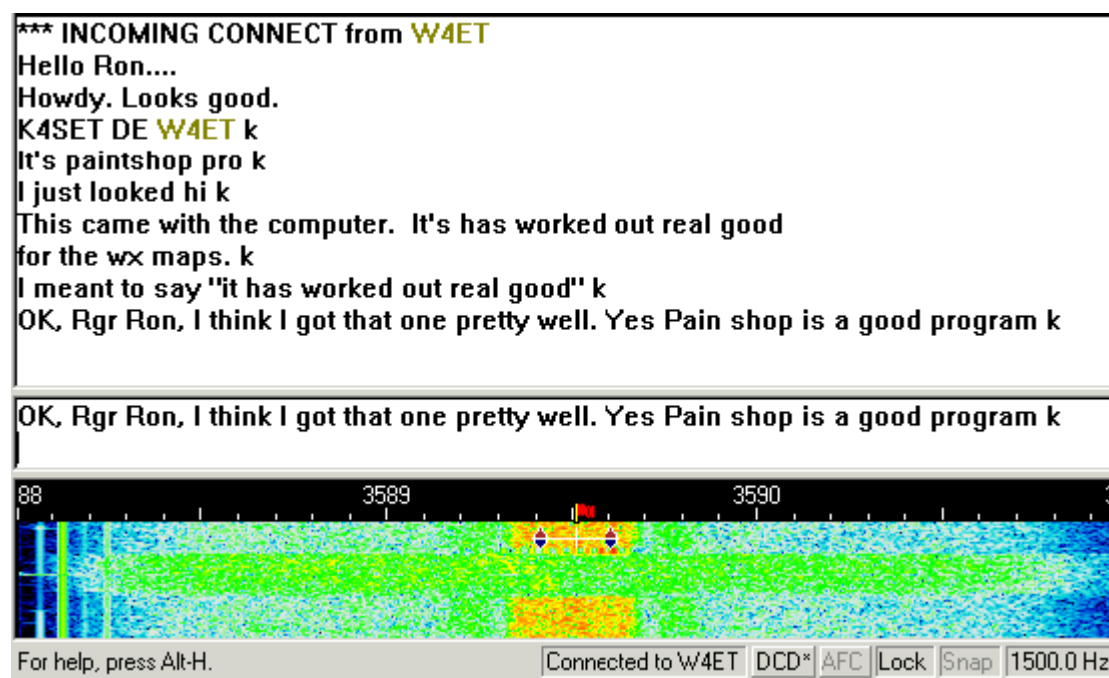 *** INCOMING CONNECT from W4ET
Hello Ron....
Howdy. Looks good.
K4SET DE W4ET k
It's paintshop pro k
I just looked hi k
This came with the computer.  It's has worked out real good
for the wx maps. k
I meant to say "it has worked out real good" k
OK, Rgr Ron, I think I got that one pretty well. Yes Pain shop is a good program k
OK, Rgr Ron, I think I got that one pretty well. Yes Pain shop is a good program k
88 3589 3590
For help, press Alt-H. Connected to W4ET DCD* AFC Lock Snap 1500.0 Hz